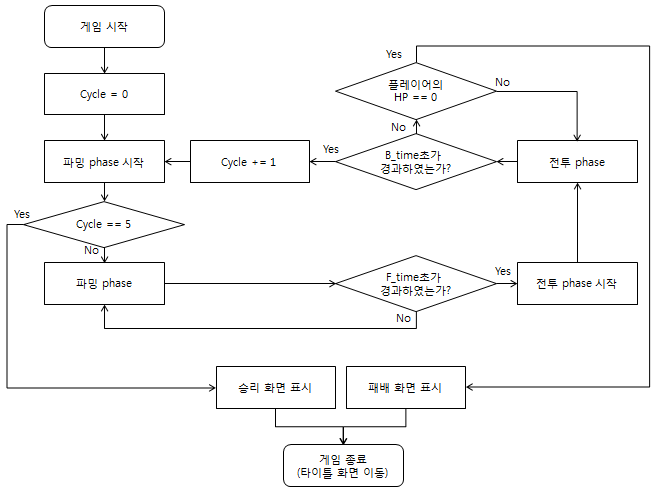 게임 시작
Cycle = 0
파밍 phase 시작
Cycle += 1
Yes
B_time초가
경과하였는가?
No
플레이어의
HP == 0
Yes
No
전투 phase
Yes
Cycle == 5
No
파밍 phase
F_time초가
경과하였는가?
Yes
No
전투 phase 시작
승리 화면 표시
패배 화면 표시
게임 종료
(타이틀 화면 이동)